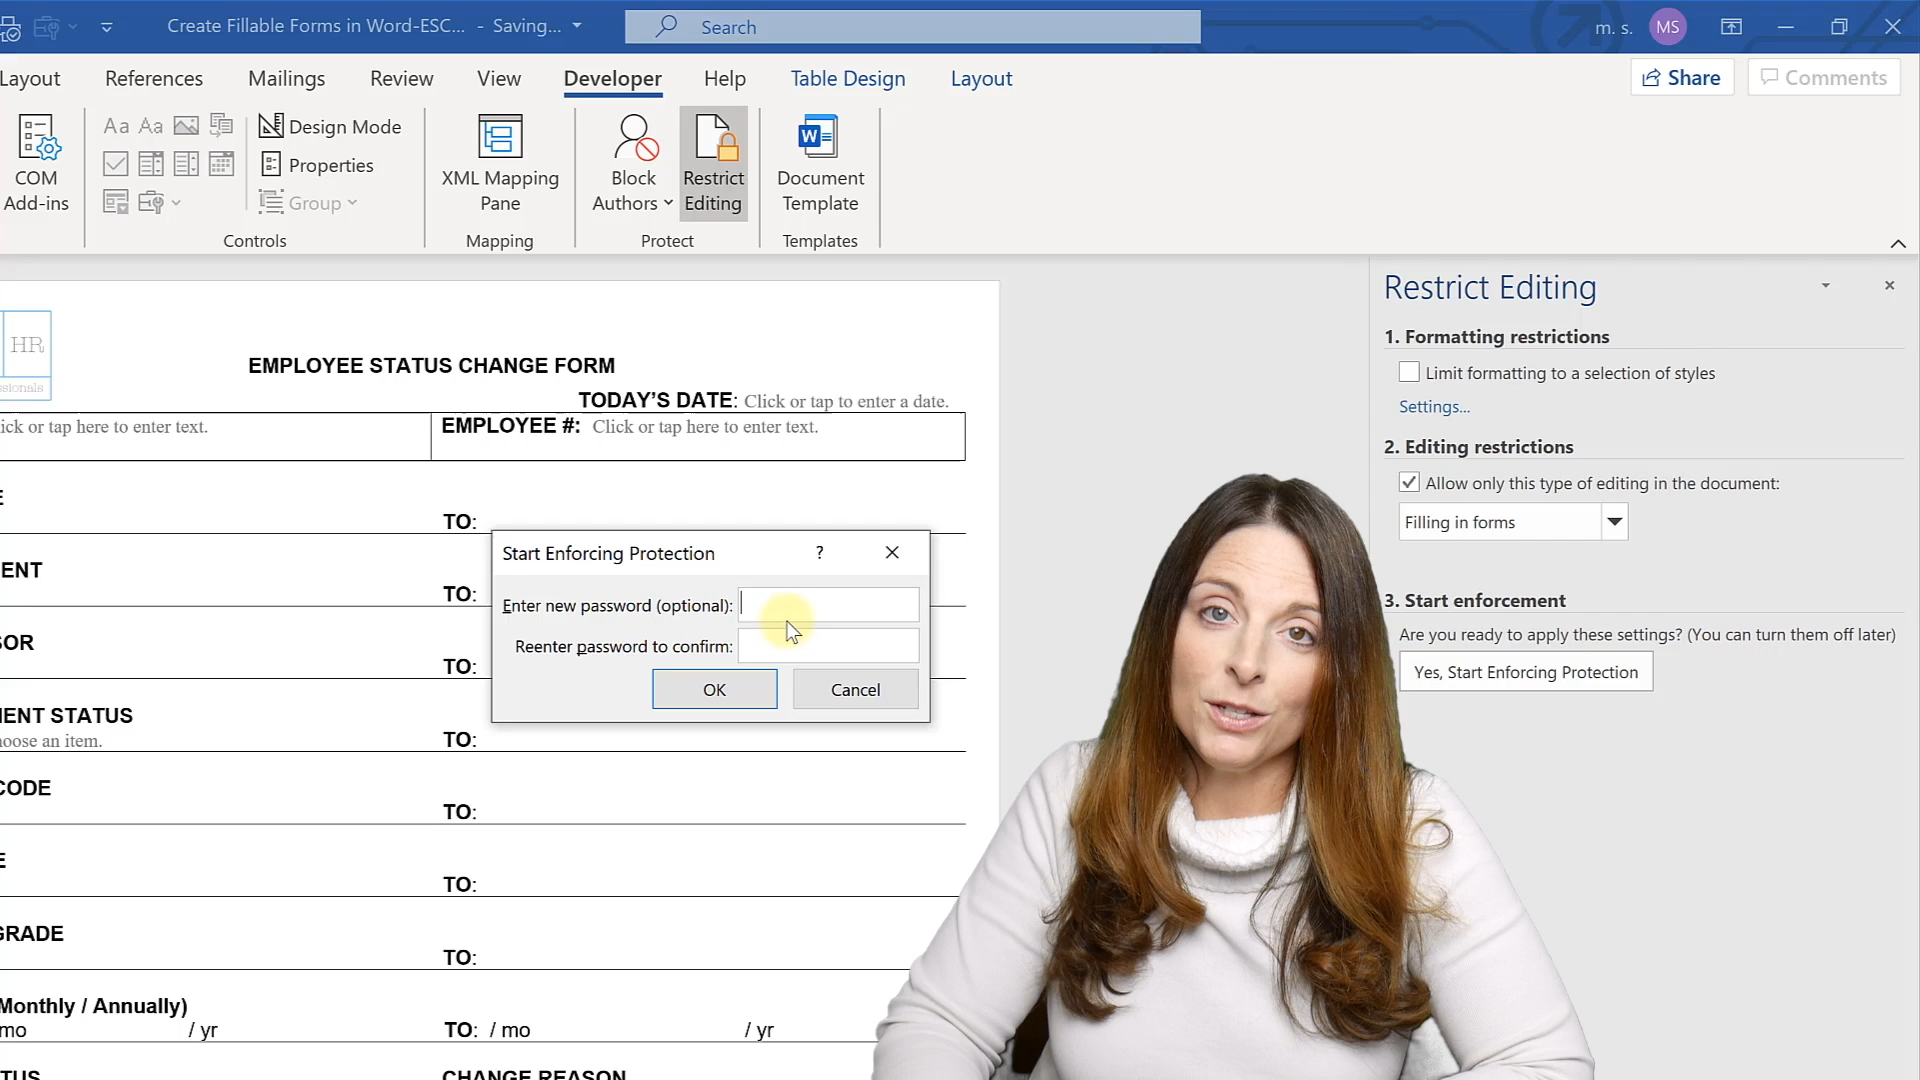 Create Fillable Forms in Word-ESC... - Saving...
Search
m. s.
MS
Layout
References
Mailings
Review
View
Developer
Help
Table Design
Layout
Share
Comments
COM
Add-ins
Aa Aa
Design Mode
Properties
Group
Controls
XML Mapping
Pane
Mapping
Block
Authors
Restrict
Editing
Protect
W
Document
Template
Templates
HR
ssionals
EMPLOYEE STATUS CHANGE FORM
TODAY'S DATE: Click or tap to enter a date.
ick or tap here to enter text.
EMPLOYEE #: Click or tap here to enter text.
E
TO:
ENT
TO:
SOR
TO:
MENT STATUS
noose an item.
TO:
CODE
TO:
E
TO:
GRADE
TO:
Monthly / Annually)
mo / yr
TO: / mo / yr
TUS
CHANGE REASON
Start Enforcing Protection
?
Enter new password (optional):
Reenter password to confirm:
OK
Cancel
Restrict Editing
1. Formatting restrictions
Limit formatting to a selection of styles
Settings...
2. Editing restrictions
Allow only this type of editing in the document:
Filling in forms
3. Start enforcement
Are you ready to apply these settings? (You can turn them off later)
Yes, Start Enforcing Protection